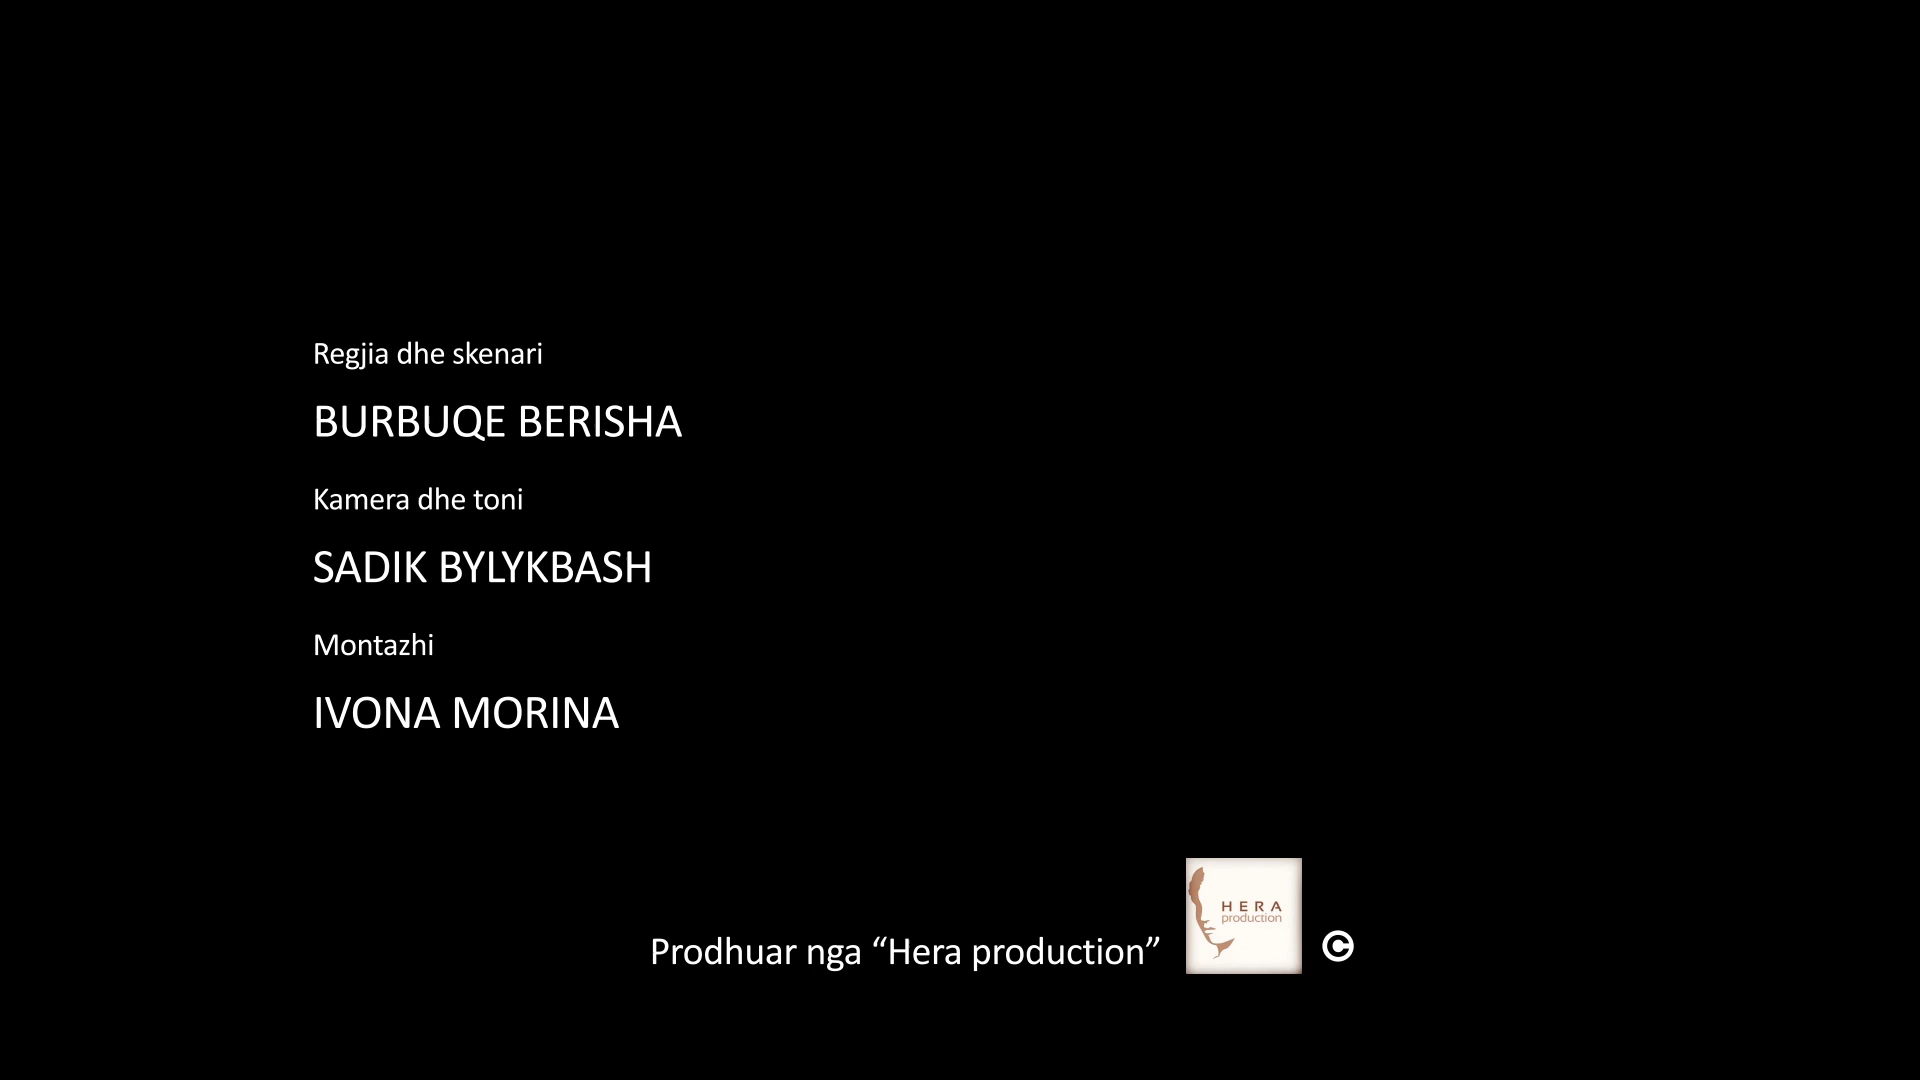 Regjia dhe skenari
BURBUQE BERISHA
Kamera dhe toni
SADIK BYLYKBASH
Montazhi
IVONA MORINA
Prodhuar nga “Hera production”
HERA
production
©